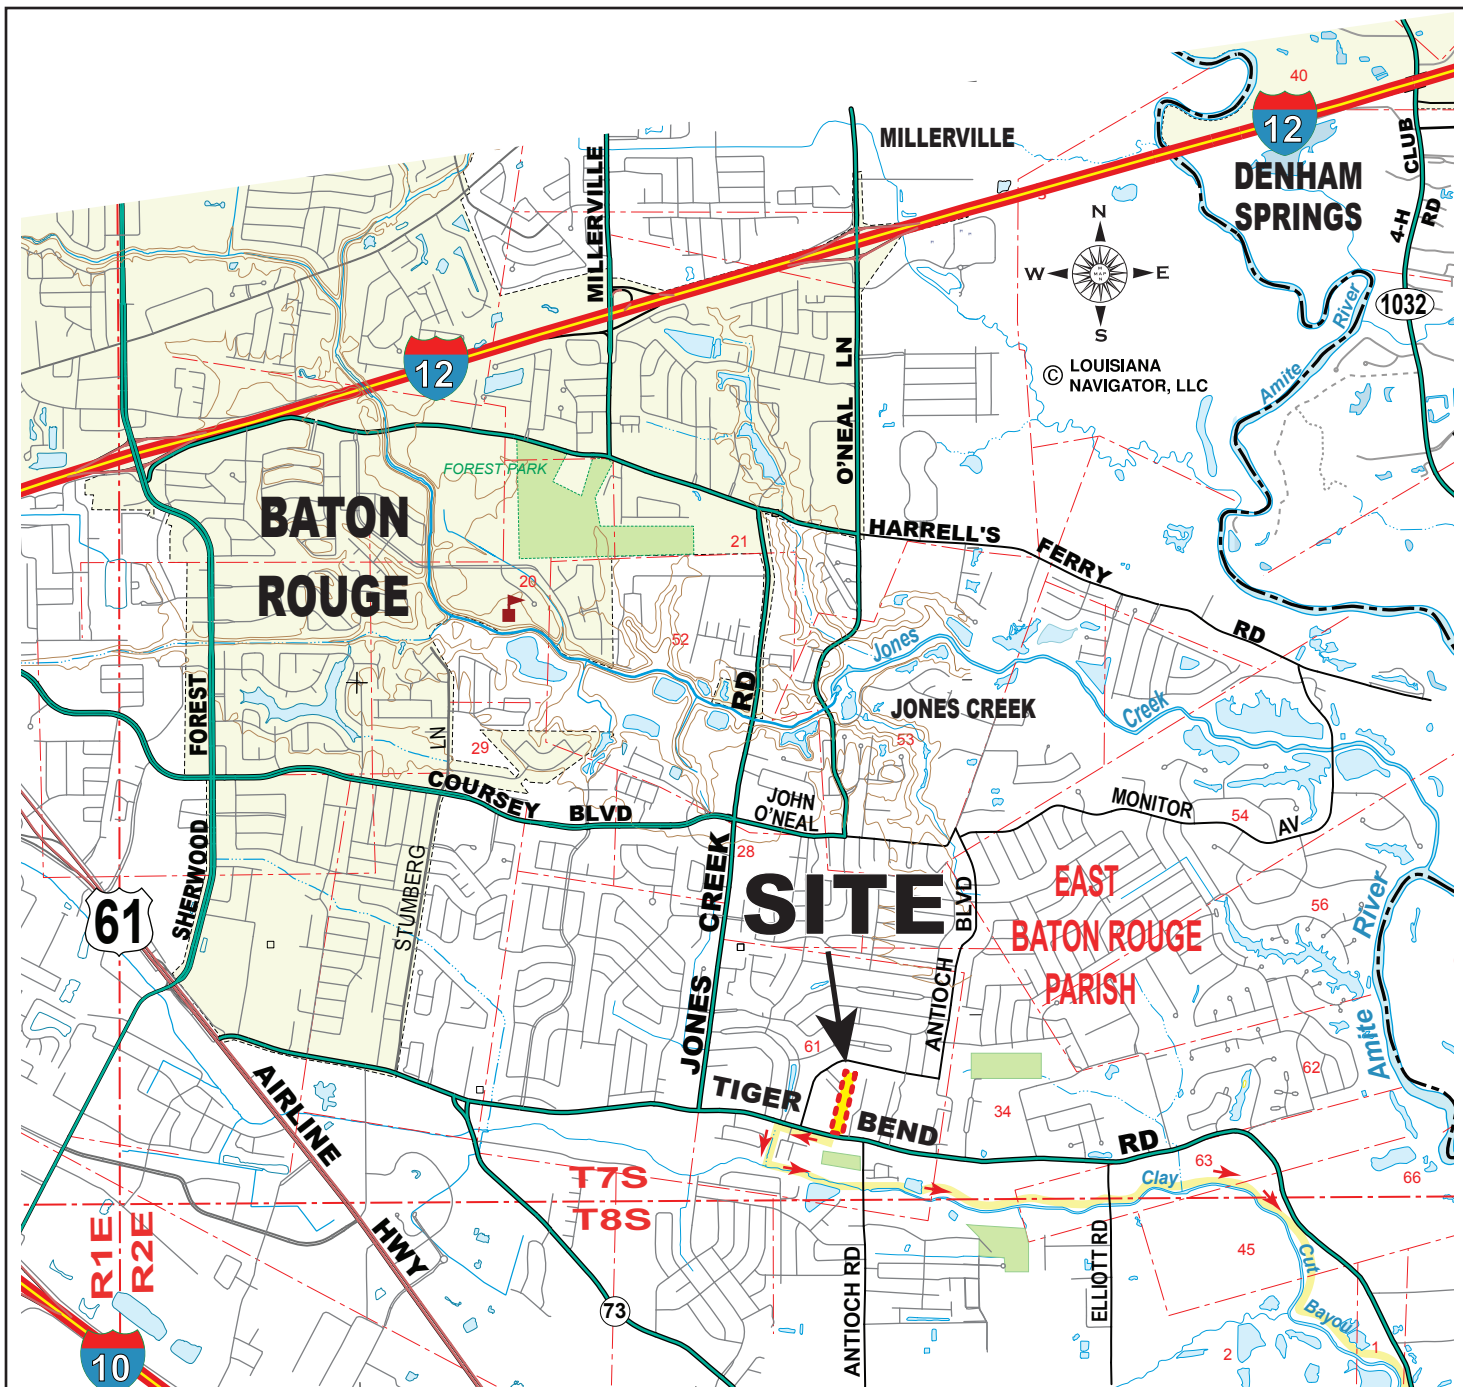 40
12
MILLERVILLE
DENHAM
SPRINGS
4-H
CLUB
RD
MILLERVILLE
N
W
E
S
MAP
1032
Amite
River
© LOUISIANA
NAVIGATOR, LLC
12
O'NEAL
LN
FOREST PARK
BATON
ROUGE
21
HARRELL'S
FERRY
RD
20
52
Jones
Creek
JONES CREEK
53
RD
FOREST
LN
29
COURSEY
BLVD
JOHN
O'NEAL
MONITOR
AV
54
28
SHERWOOD
STUMBERG
61
CREEK
JONES
SITE
BLVD
ANTIOCH
EAST
BATON ROUGE
PARISH
56
River
Amite
61
62
34
TIGER
BEND
RD
AIRLINE
HWY
63
66
Clay
Cut
Bayou
T7S
T8S
R1E
R2E
45
73
ANTIOCH RD
ELLIOTT RD
2
1
10